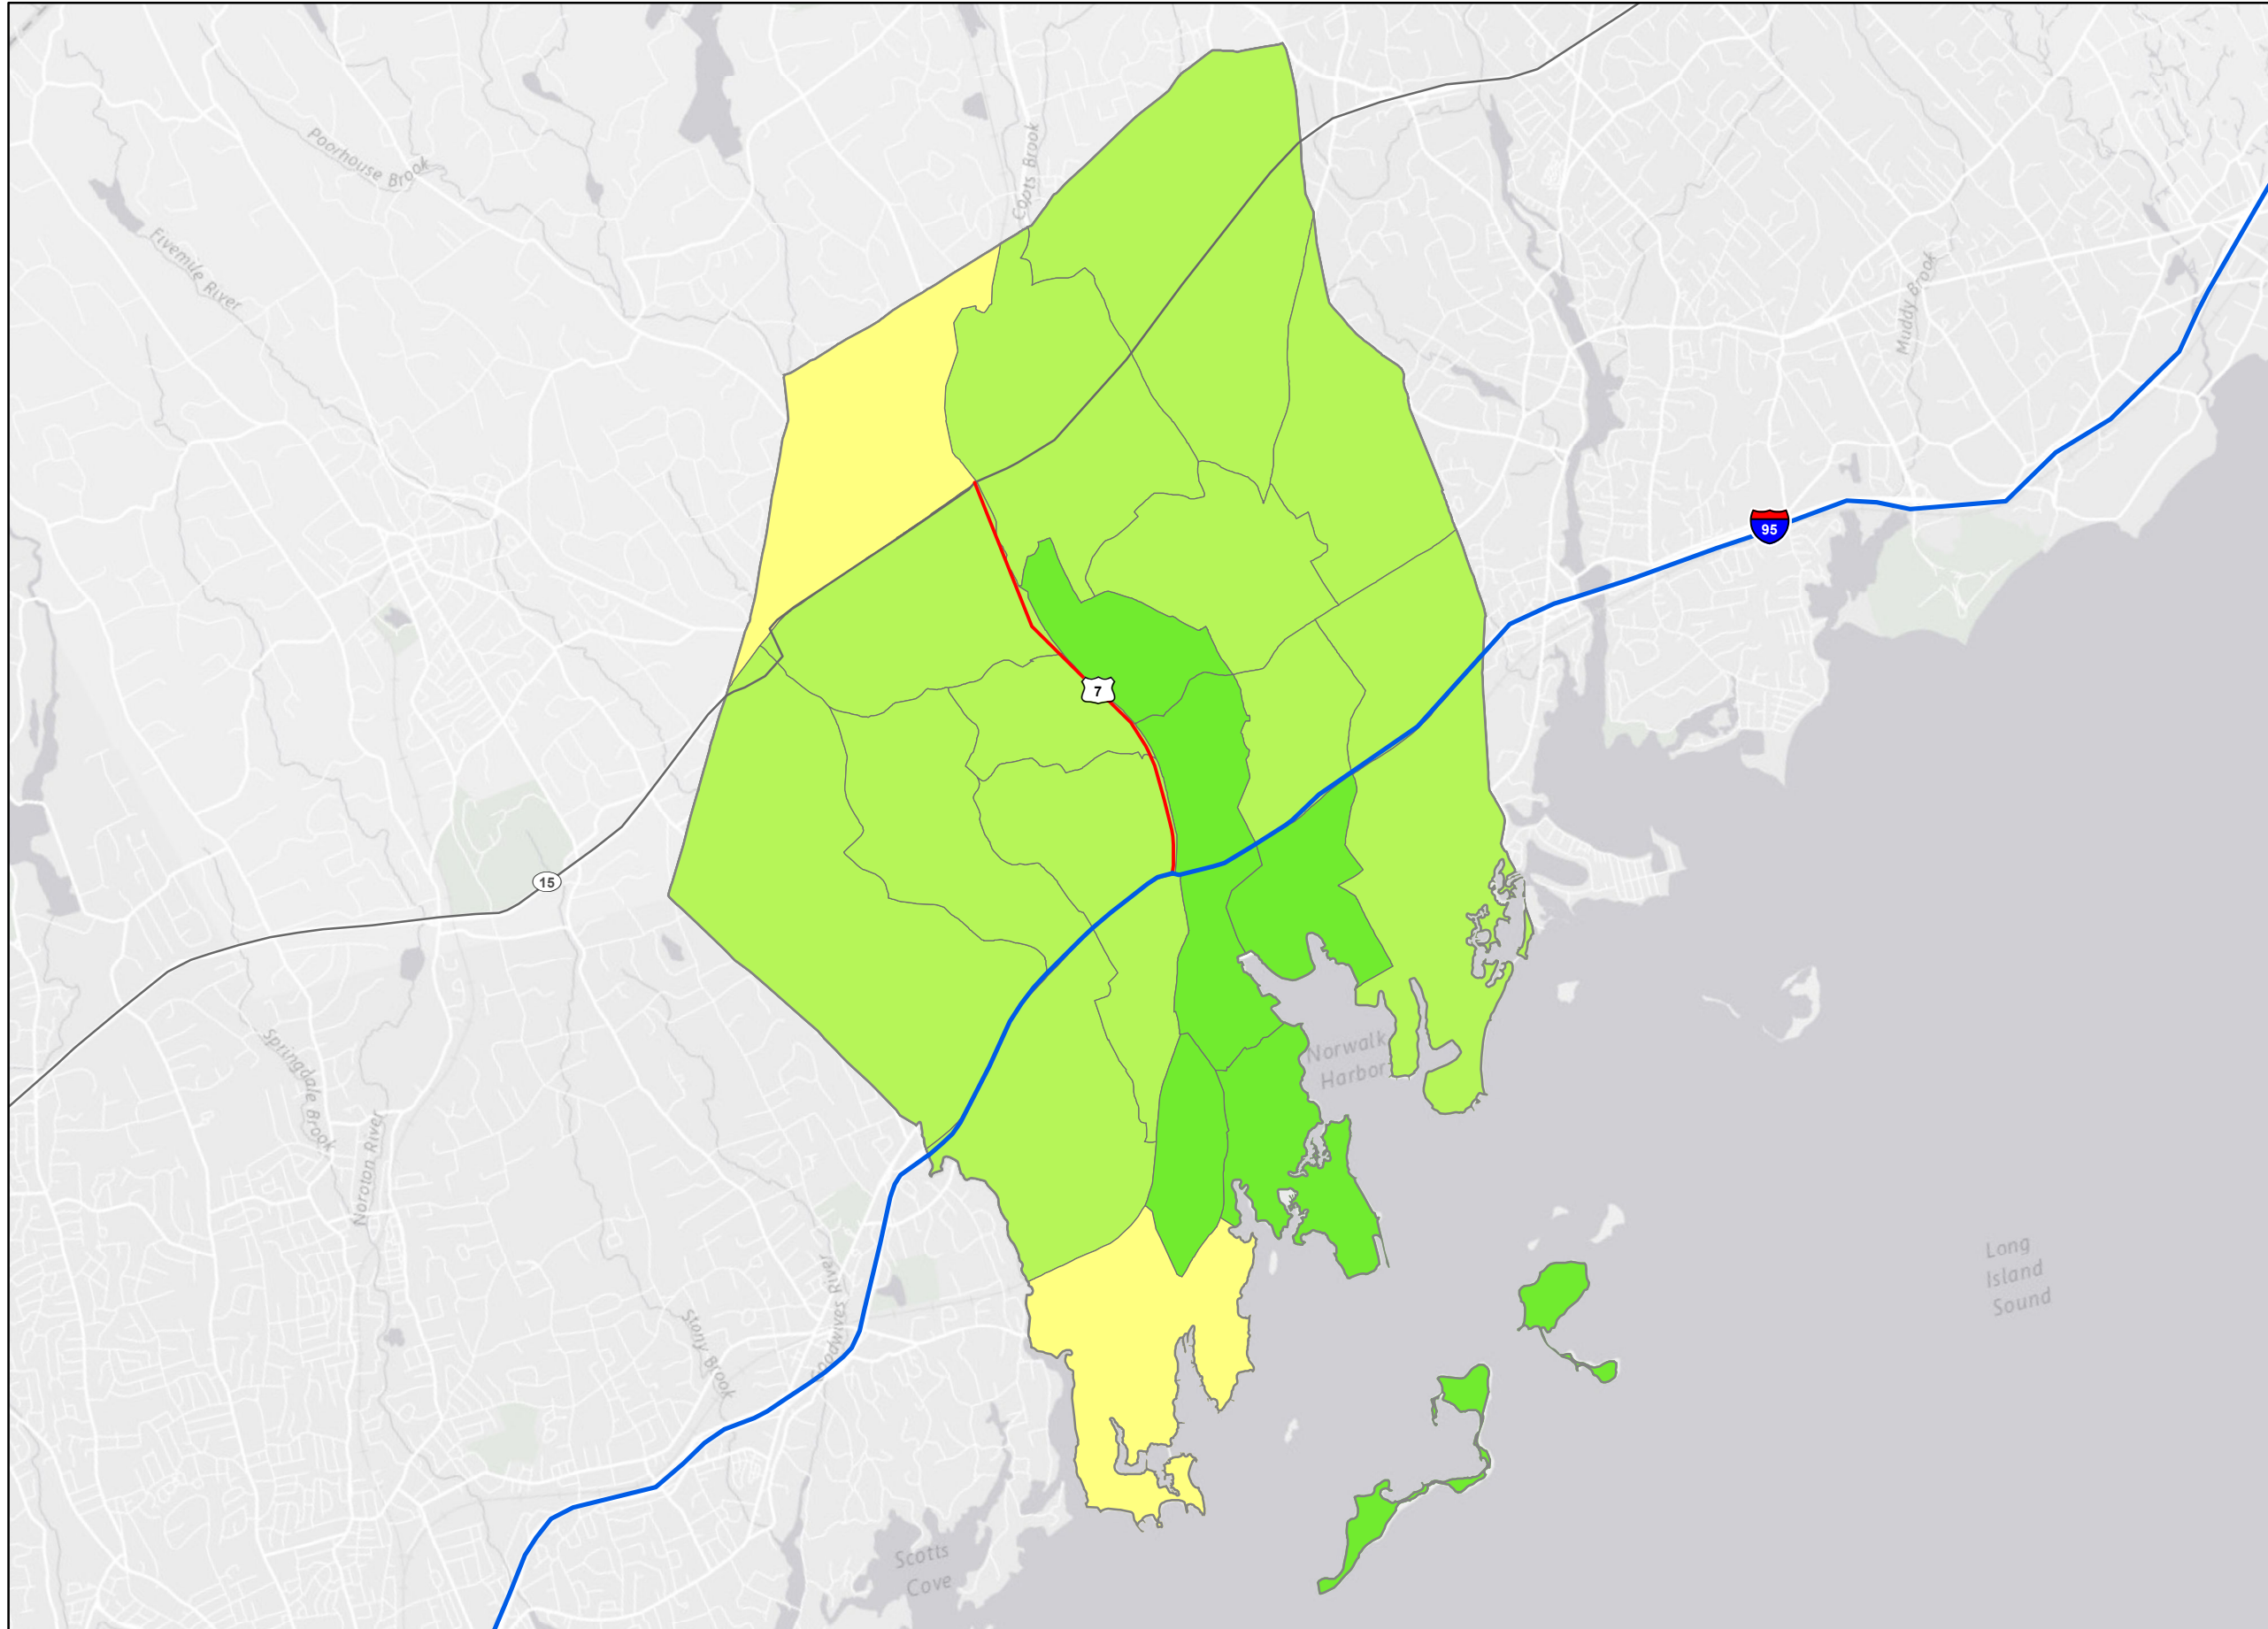 Poorhouse Brook
Copts Brook
Fivemile River
Muddy Brook
95
7
15
Norwalk
Harbor
Springdale Brook
Noroton River
Long
Island
Sound
Goodwives River
Stony Brook
Scotts
Cove